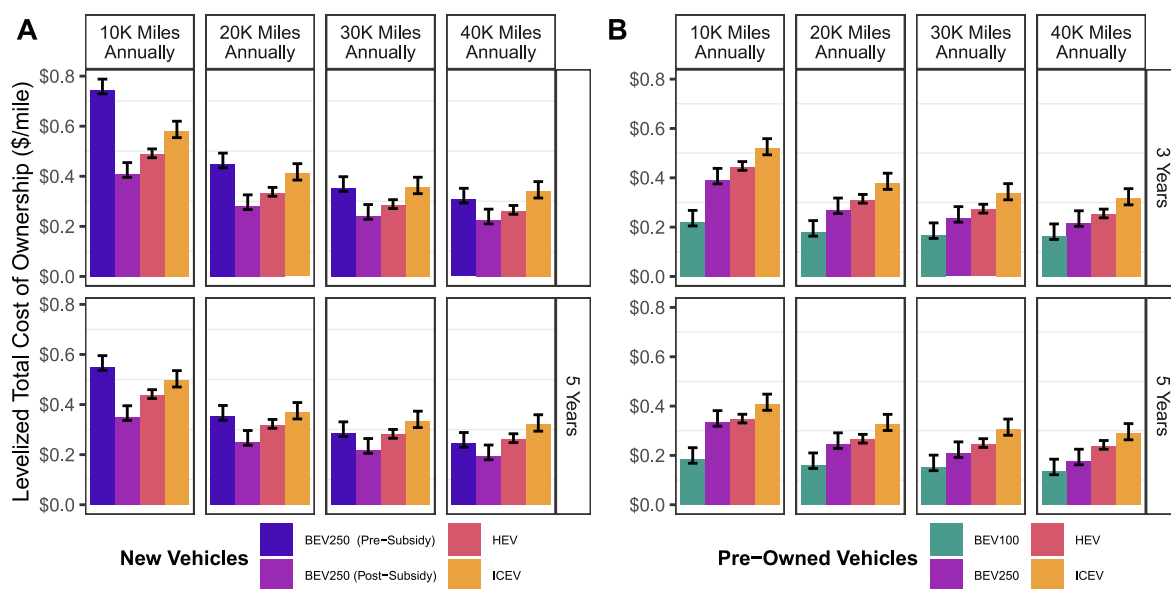 A
10K Miles
Annually
20K Miles
Annually
30K Miles
Annually
40K Miles
Annually
Levelized Total Cost of Ownership ($/mile)
$0.8
$0.6
$0.4
$0.2
$0.0
3 Years
$0.8
$0.6
$0.4
$0.2
$0.0
5 Years
New Vehicles
BEV250 (Pre−Subsidy)
HEV
BEV250 (Post−Subsidy)
ICEV
B
10K Miles
Annually
20K Miles
Annually
30K Miles
Annually
40K Miles
Annually
$0.8
$0.6
$0.4
$0.2
$0.0
3 Years
$0.8
$0.6
$0.4
$0.2
$0.0
5 Years
Pre−Owned Vehicles
BEV100
HEV
BEV250
ICEV